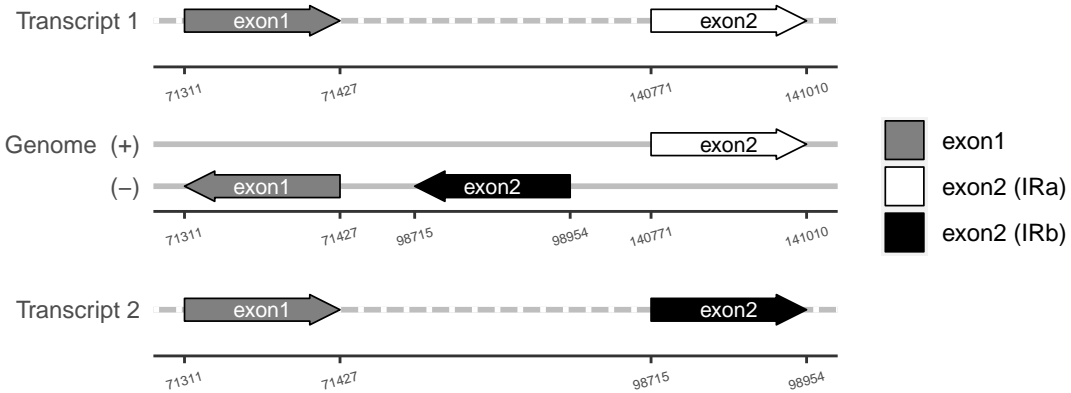 Transcript 1
exon1
exon2
71311
71427
140771
141010
Genome (+)
exon2
(−)
exon1
exon2
71311
71427
98715
98954
140771
141010
exon1
exon2 (IRa)
exon2 (IRb)
Transcript 2
exon1
exon2
71311
71427
98715
98954